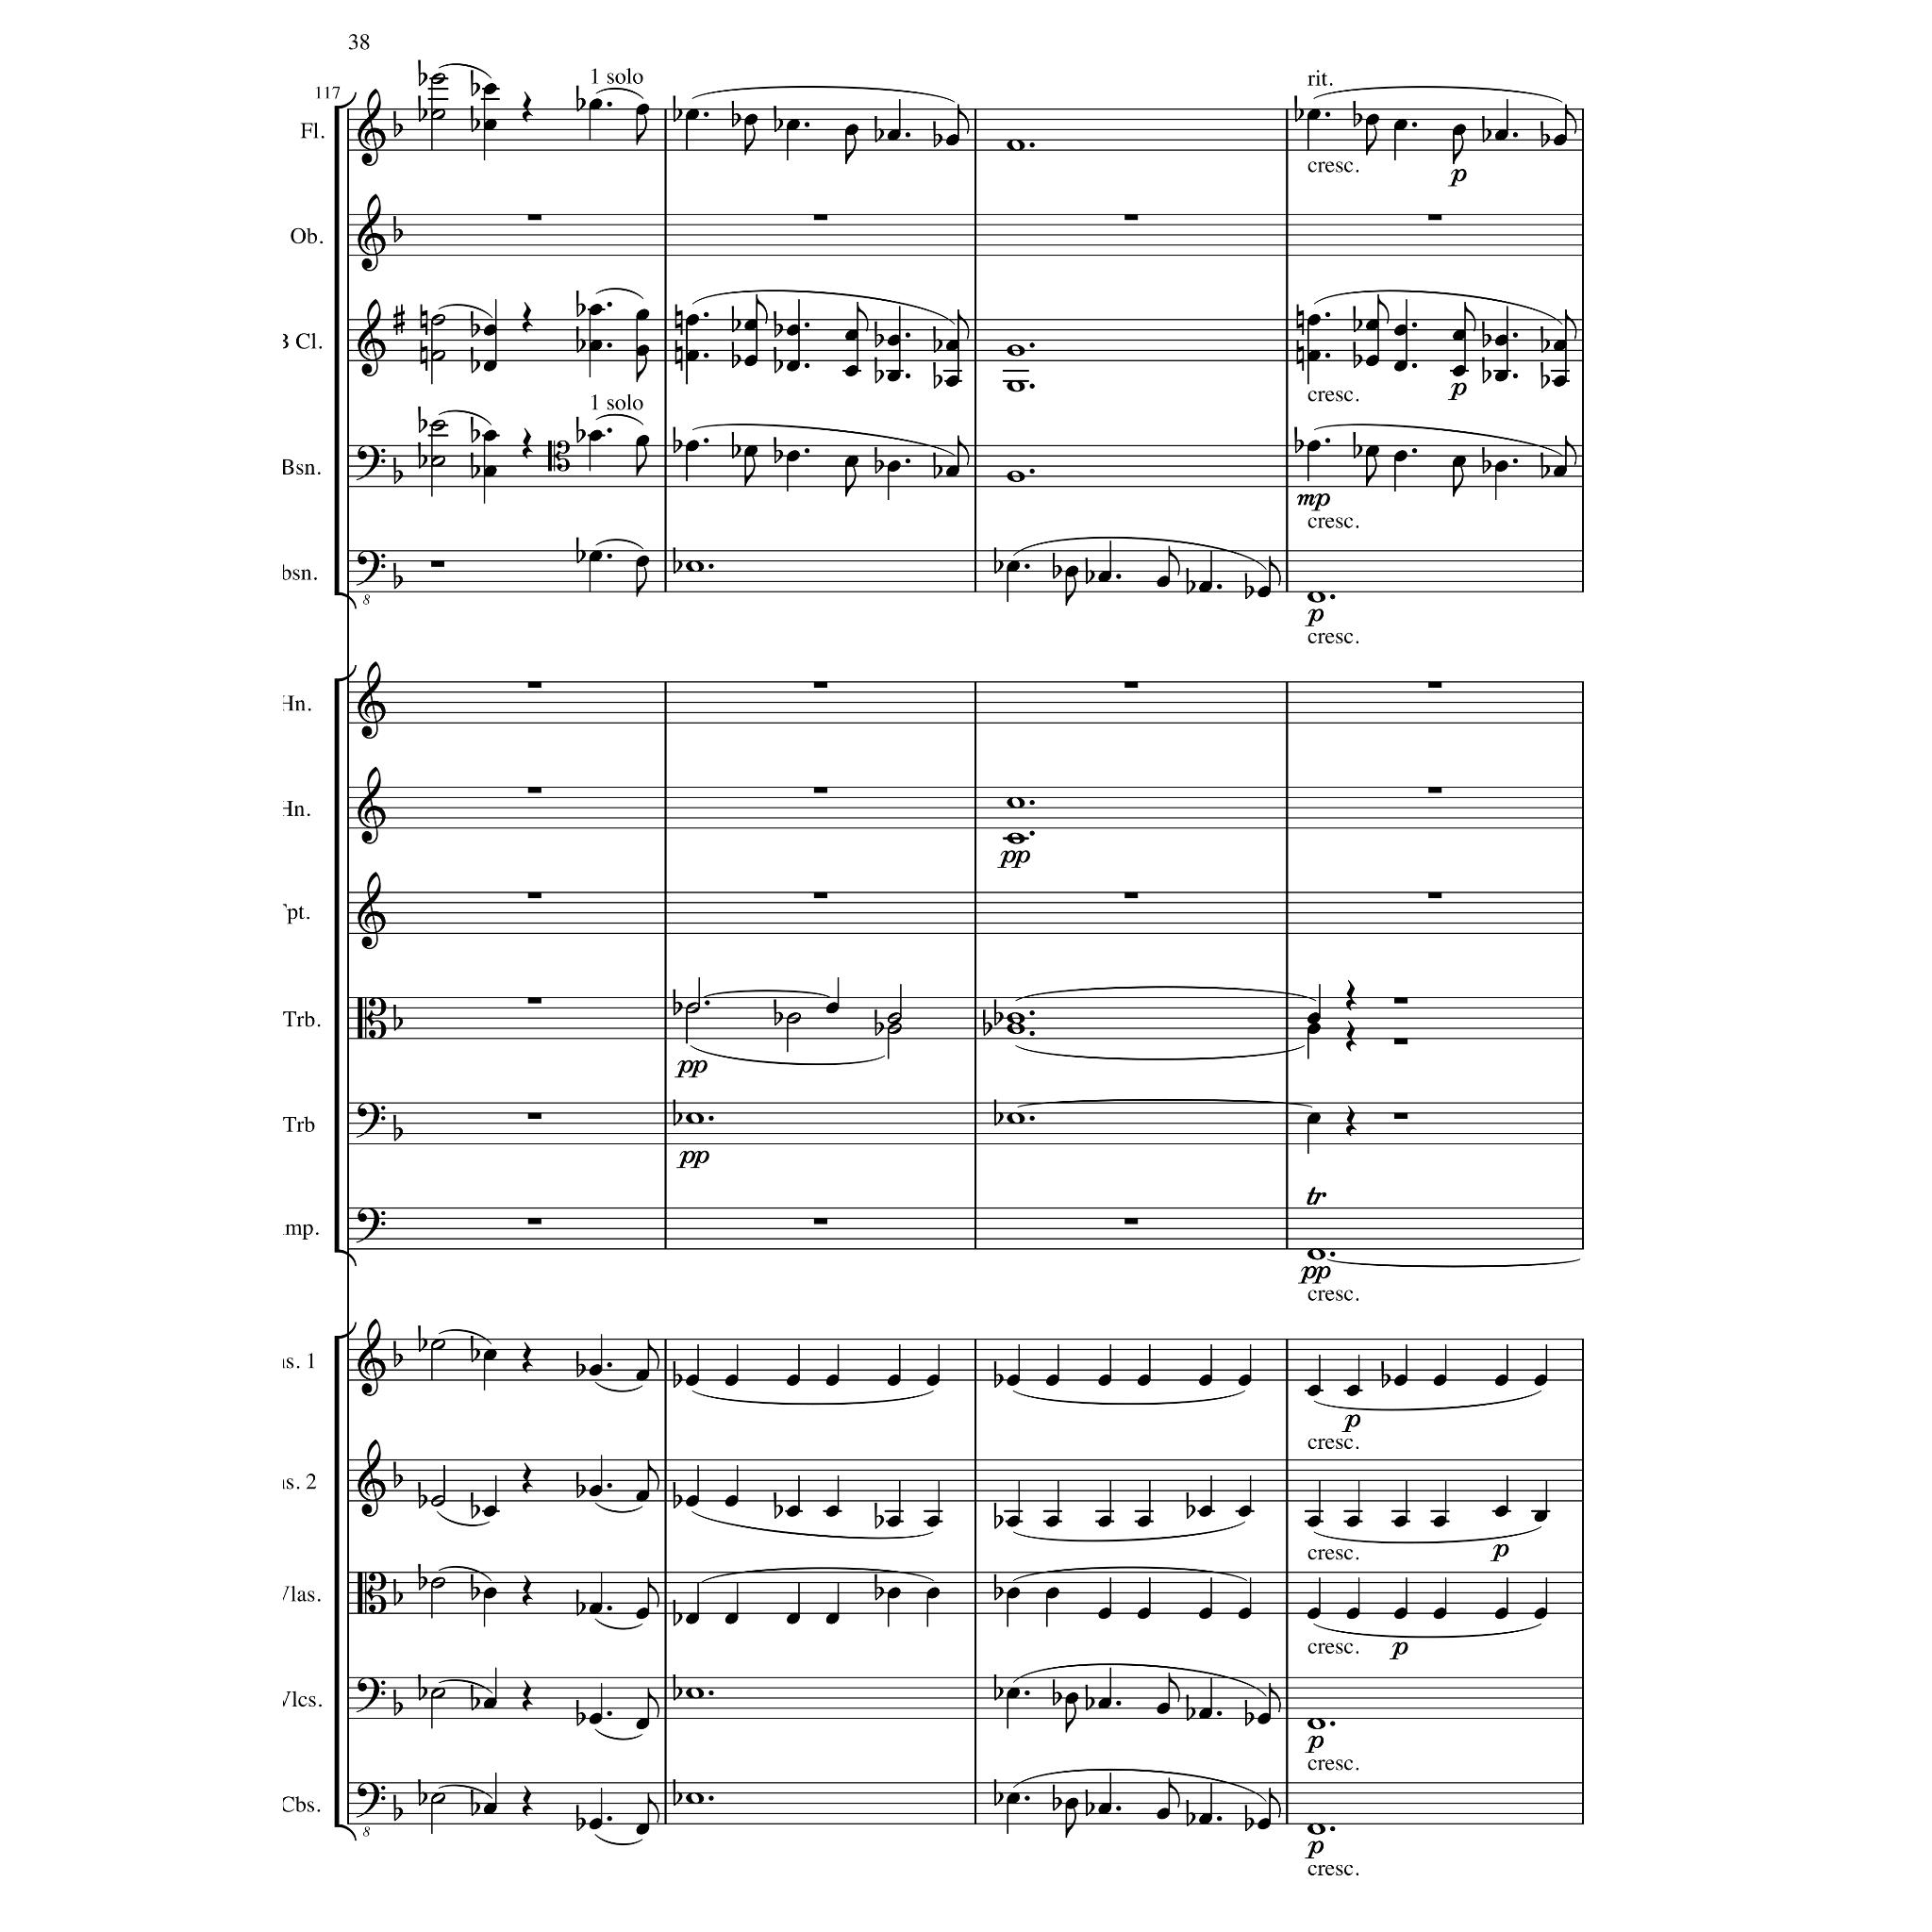 38
117
1 solo
rit.
Fl.
cresc.
p
Ob.
B Cl.
cresc.
p
1 solo
Bsn.
mp
cresc.
bsn.
8
p
cresc.
Hn.
Hn.
pp
Tpt.
Trb.
pp
Trb
pp
tr
mp.
pp
cresc.
ns. 1
p
cresc.
ns. 2
cresc.
p
Vlas.
cresc.
p
Vlcs.
p
cresc.
Cbs.
8
p
cresc.